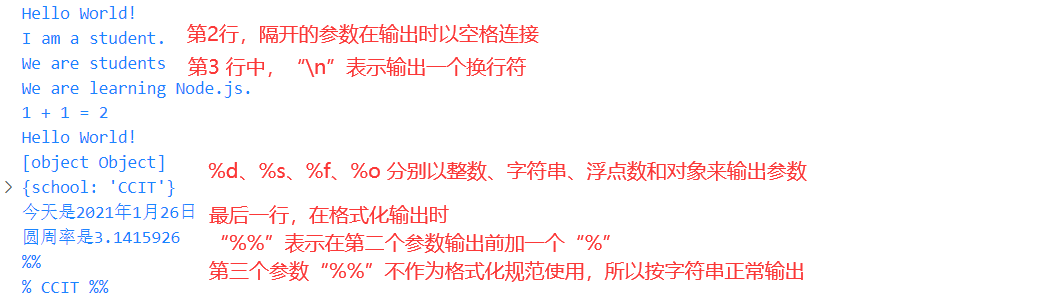 Hello World!
I am a student. 第2行，隔开的参数在输出时以空格连接
We are students 第3 行中，“\n”表示输出一个换行符
We are learning Node.js.
1 + 1 = 2
Hello World!
[object Object] %d、%s、%f、%o 分别以整数、字符串、浮点数和对象来输出参数
> {school: 'CCIT'}
今天是2021年1月26日 最后一行，在格式化输出时
圆周率是3.1415926 “%%”表示在第二个参数输出前加一个“%”
%% 第三个参数“%%”不作为格式化规范使用，所以按字符串正常输出
% CCIT %%